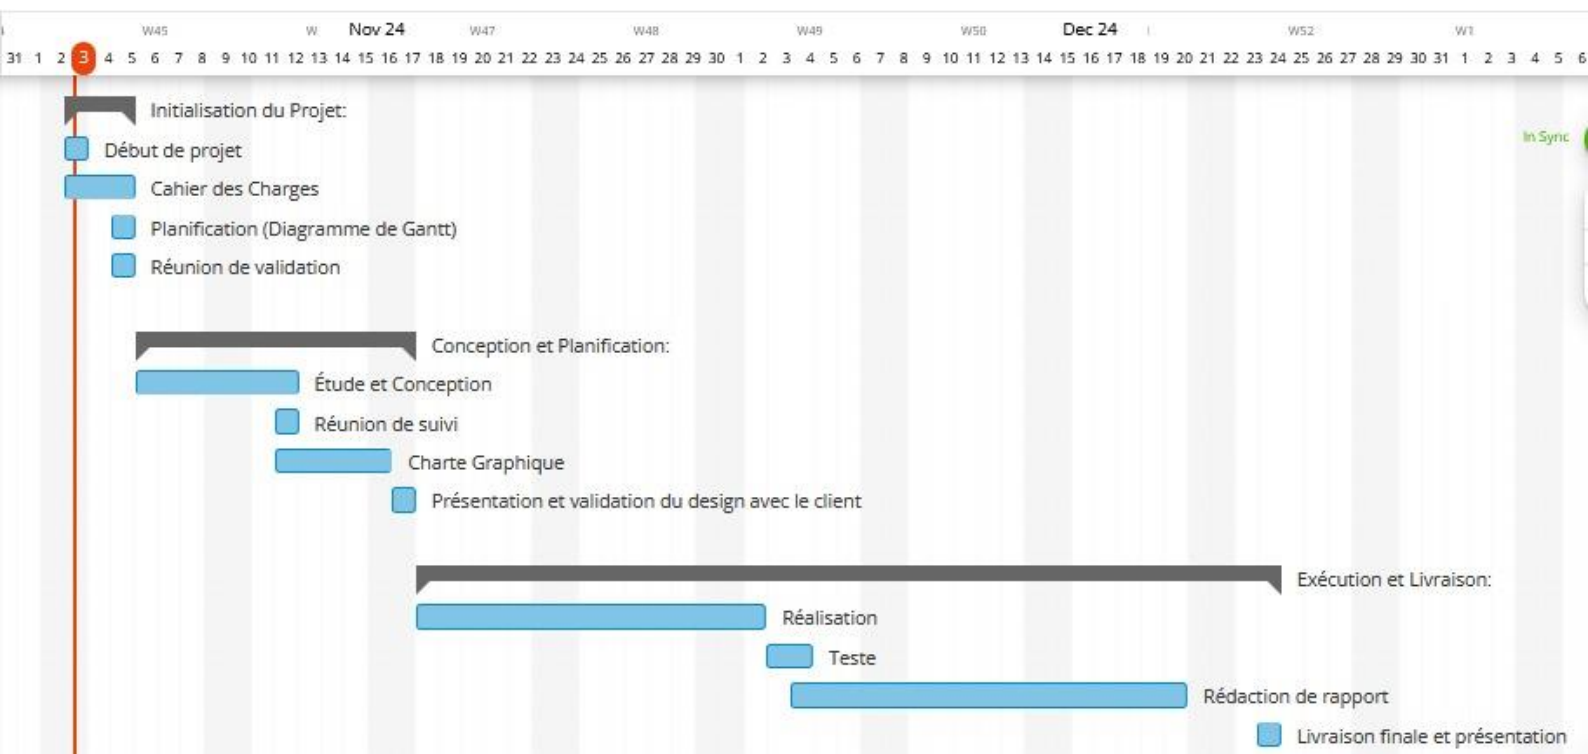 W45 W Nov 24 W47 W48 W49 W50 Dec 24 W52 W1
31 1 2 3 4 5 6 7 8 9 10 11 12 13 14 15 16 17 18 19 20 21 22 23 24 25 26 27 28 29 30 1 2 3 4 5 6 7 8 9 10 11 12 13 14 15 16 17 18 19 20 21 22 23 24 25 26 27 28 29 30 31 1 2 3 4 5 6
Initialisation du Projet:
In Sync
Début de projet
Cahier des Charges
Planification (Diagramme de Gantt)
Réunion de validation
Conception et Planification:
Étude et Conception
Réunion de suivi
Charte Graphique
Présentation et validation du design avec le client
Exécution et Livraison:
Réalisation
Teste
Rédaction de rapport
Livraison finale et présentation